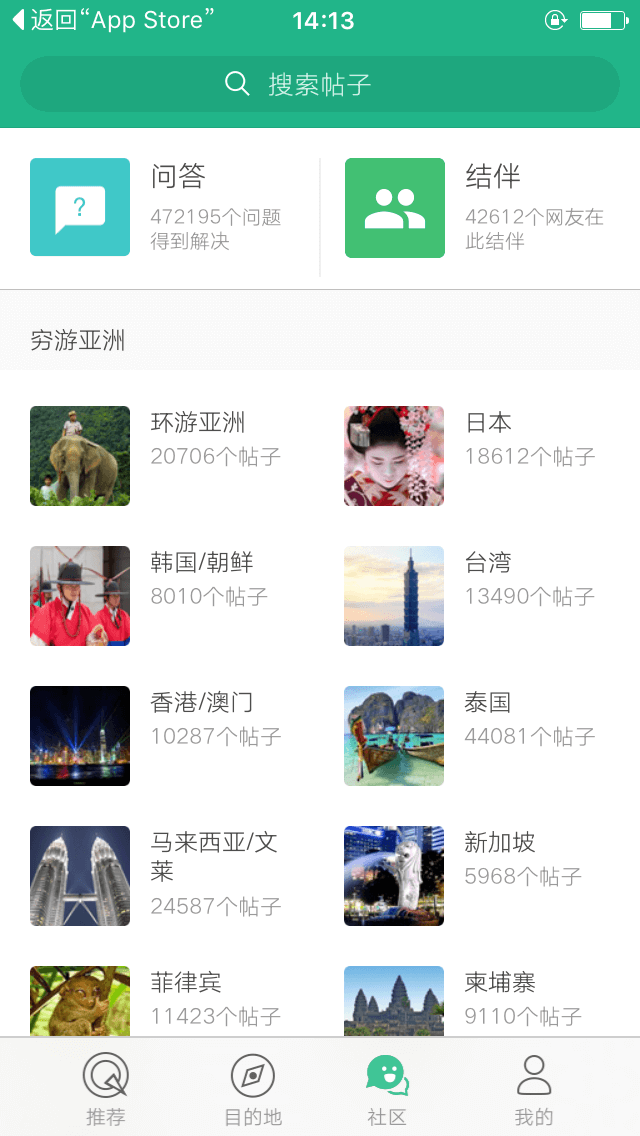 返回“App Store”
14:13
搜索帖子
?
问答
472195个问题
得到解决
结伴
42612个网友在
此结伴
穷游亚洲
环游亚洲
20706个帖子
日本
18612个帖子
韩国/朝鲜
8010个帖子
台湾
13490个帖子
香港/澳门
10287个帖子
泰国
44081个帖子
马来西亚/文
莱
24587个帖子
新加坡
5968个帖子
菲律宾
11423个帖子
柬埔寨
9110个帖子
推荐
目的地
社区
我的